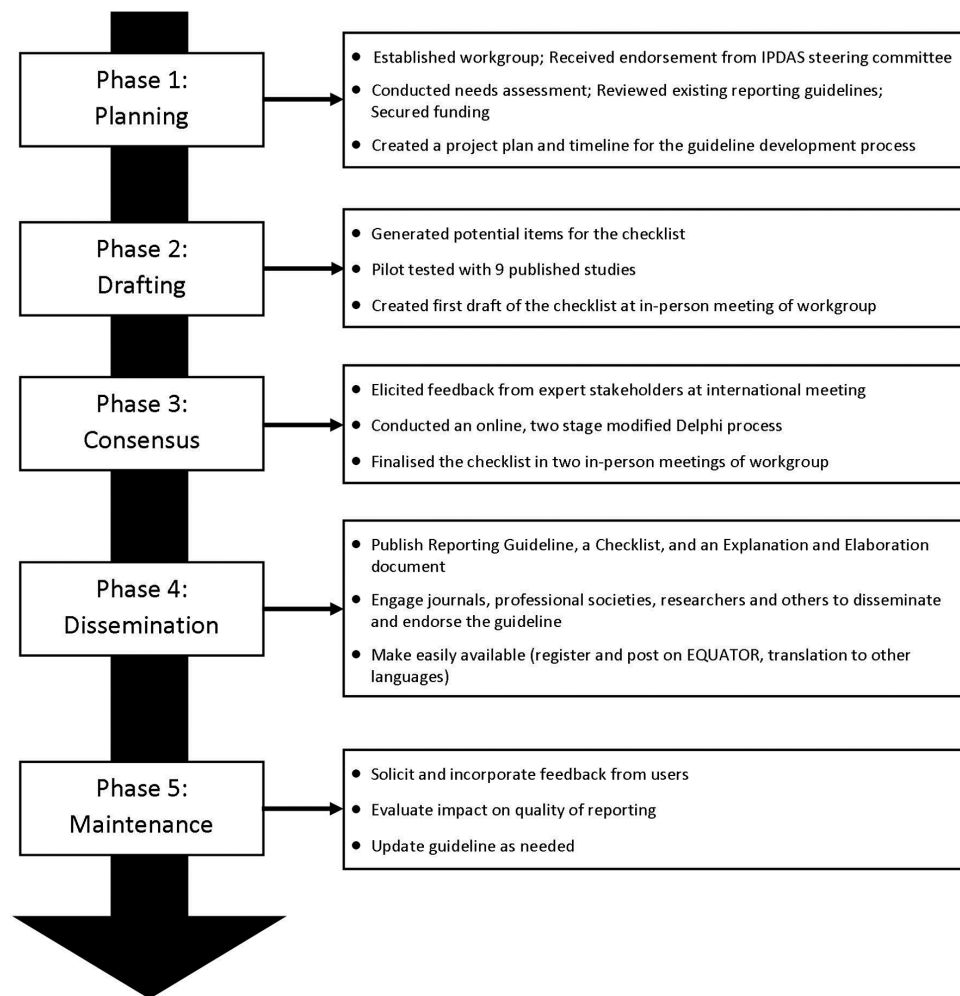 Phase 1:
Planning
● Established workgroup; Received endorsement from IPDAS steering committee
● Conducted needs assessment; Reviewed existing reporting guidelines;
Secured funding
● Created a project plan and timeline for the guideline development process
Phase 2:
Drafting
● Generated potential items for the checklist
● Pilot tested with 9 published studies
● Created first draft of the checklist at in-person meeting of workgroup
Phase 3:
Consensus
● Elicited feedback from expert stakeholders at international meeting
● Conducted an online, two stage modified Delphi process
● Finalised the checklist in two in-person meetings of workgroup
Phase 4:
Dissemination
● Publish Reporting Guideline, a Checklist, and an Explanation and Elaboration
document
● Engage journals, professional societies, researchers and others to disseminate
and endorse the guideline
● Make easily available (register and post on EQUATOR, translation to other
languages)
Phase 5:
Maintenance
● Solicit and incorporate feedback from users
● Evaluate impact on quality of reporting
● Update guideline as needed